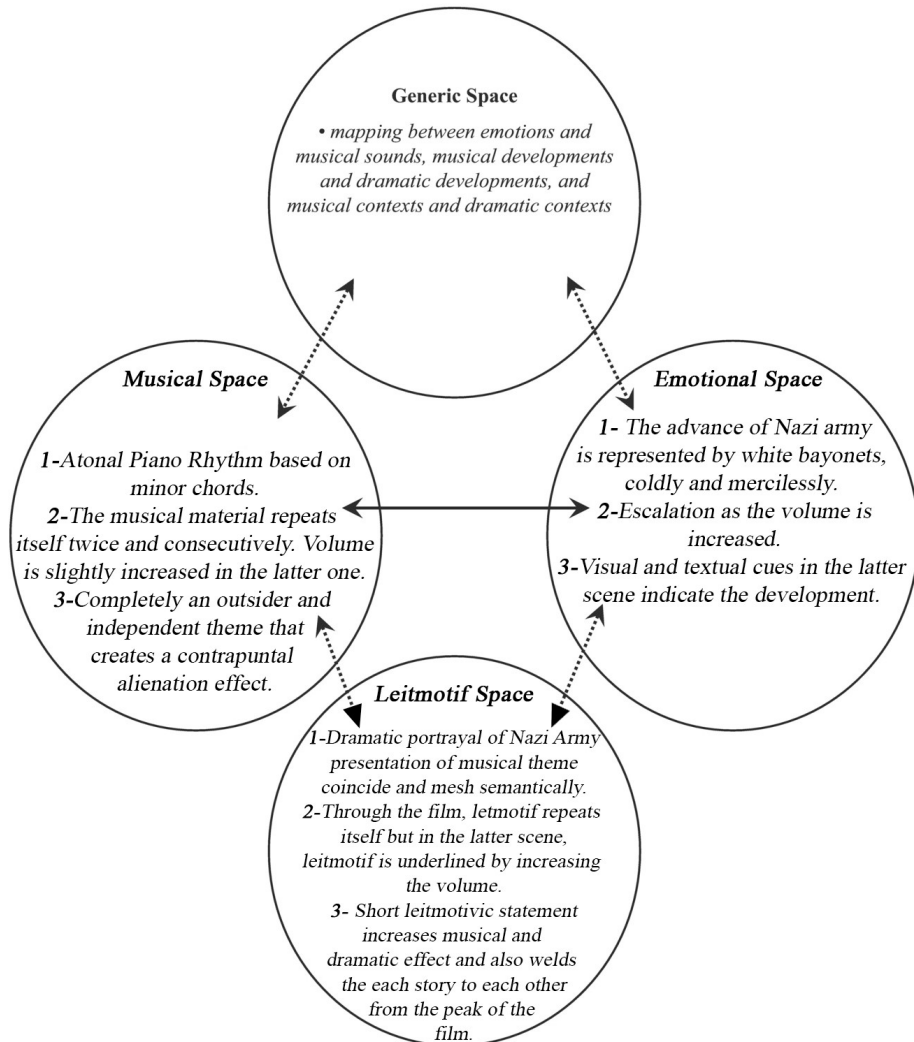 Generic Space
• mapping between emotions and
musical sounds, musical developments
and dramatic developments, and
musical contexts and dramatic contexts
Musical Space
1-Atonal Piano Rhythm based on
minor chords.
2-The musical material repeats
itself twice and consecutively. Volume
is slightly increased in the latter one.
3-Completely an outsider and
independent theme that
creates a contrapuntal
alienation effect.
Emotional Space
1- The advance of Nazi army
is represented by white bayonets,
coldly and mercilessly.
2-Escalation as the volume is
increased.
3-Visual and textual cues in the latter
scene indicate the development.
Leitmotif Space
1-Dramatic portrayal of Nazi Army
presentation of musical theme
coincide and mesh semantically.
2-Through the film, letmotif repeats
itself but in the latter scene,
leitmotif is underlined by increasing
the volume.
3- Short leitmotivic statement
increases musical and
dramatic effect and also welds
the each story to each other
from the peak of the
film.